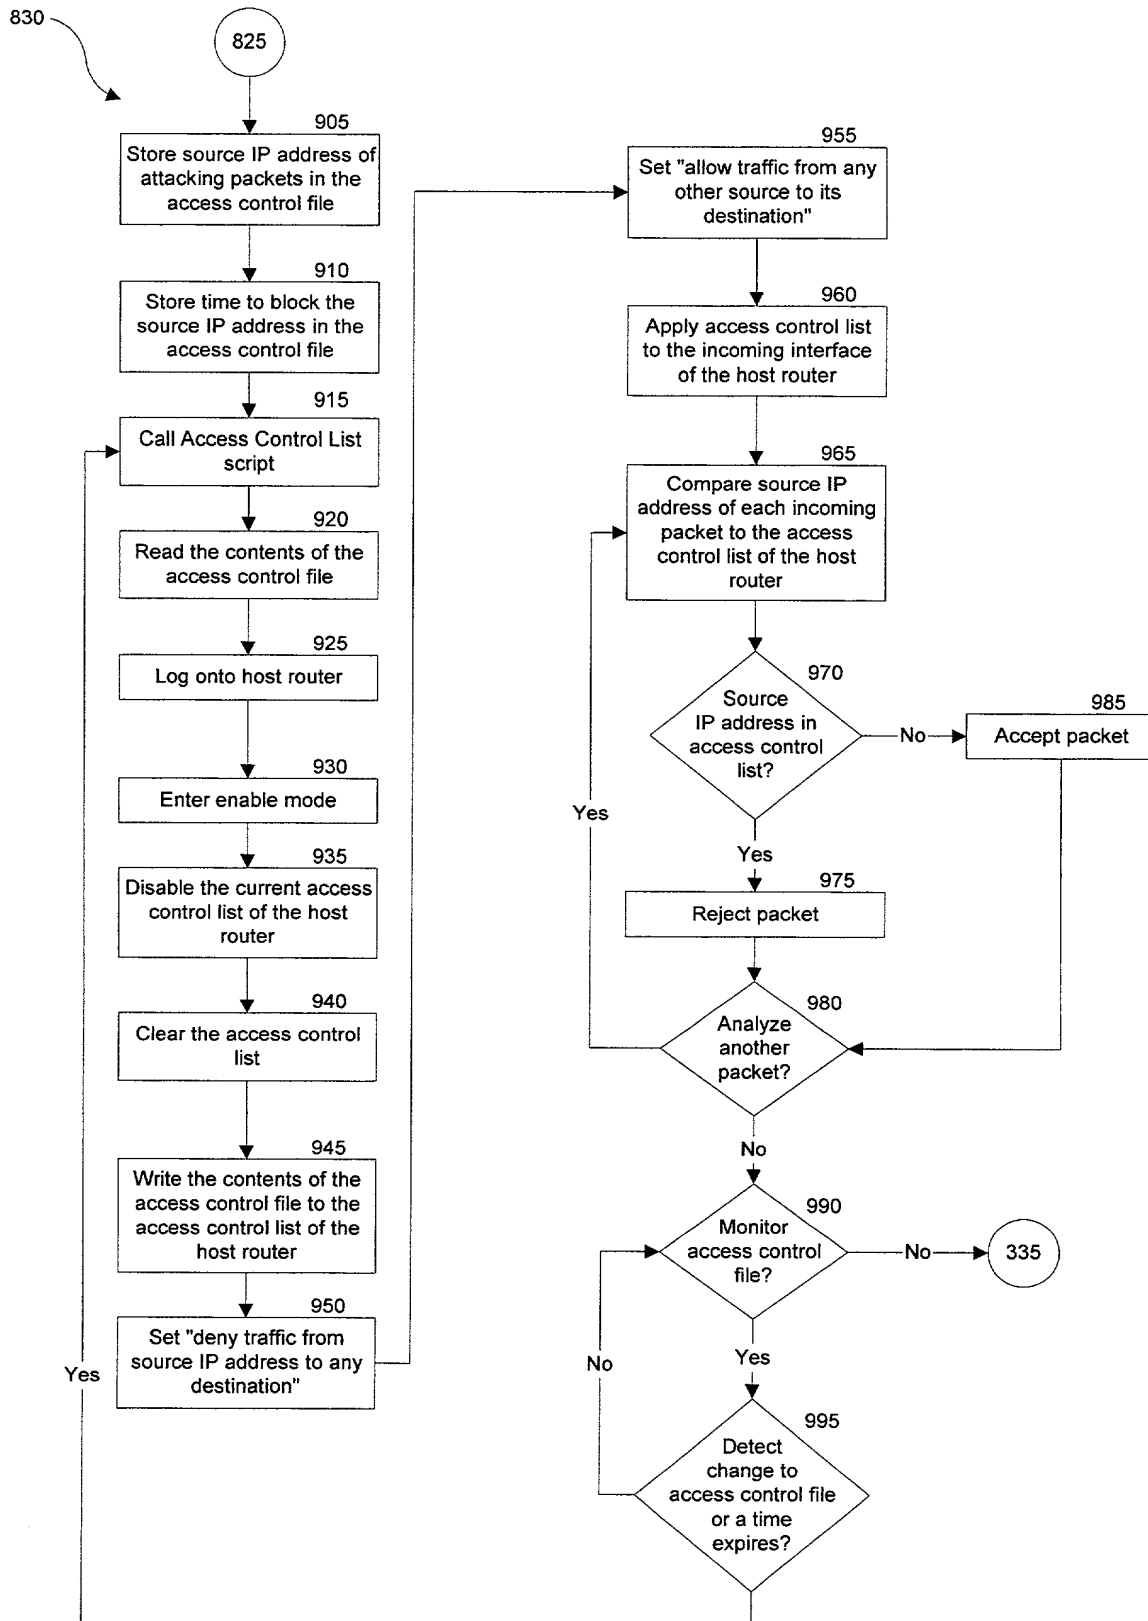 830
825
905
Store source IP address of
attacking packets in the
access control file
910
Store time to block the
source IP address in the
access control file
915
Call Access Control List
script
920
Read the contents of the
access control file
925
Log onto host router
930
Enter enable mode
935
Disable the current access
control list of the host
router
940
Clear the access control
list
945
Write the contents of the
access control file to the
access control list of the
host router
950
Set "deny traffic from
source IP address to any
destination"
Yes
955
Set "allow traffic from any
other source to its
destination"
960
Apply access control list
to the incoming interface
of the host router
965
Compare source IP
address of each incoming
packet to the access
control list of the host
router
970
Source
IP address in
access control
list?
No
985
Accept packet
Yes
Yes
975
Reject packet
980
Analyze
another
packet?
No
990
Monitor
access control
file?
No
335
No
Yes
995
Detect
change to
access control file
or a time
expires?